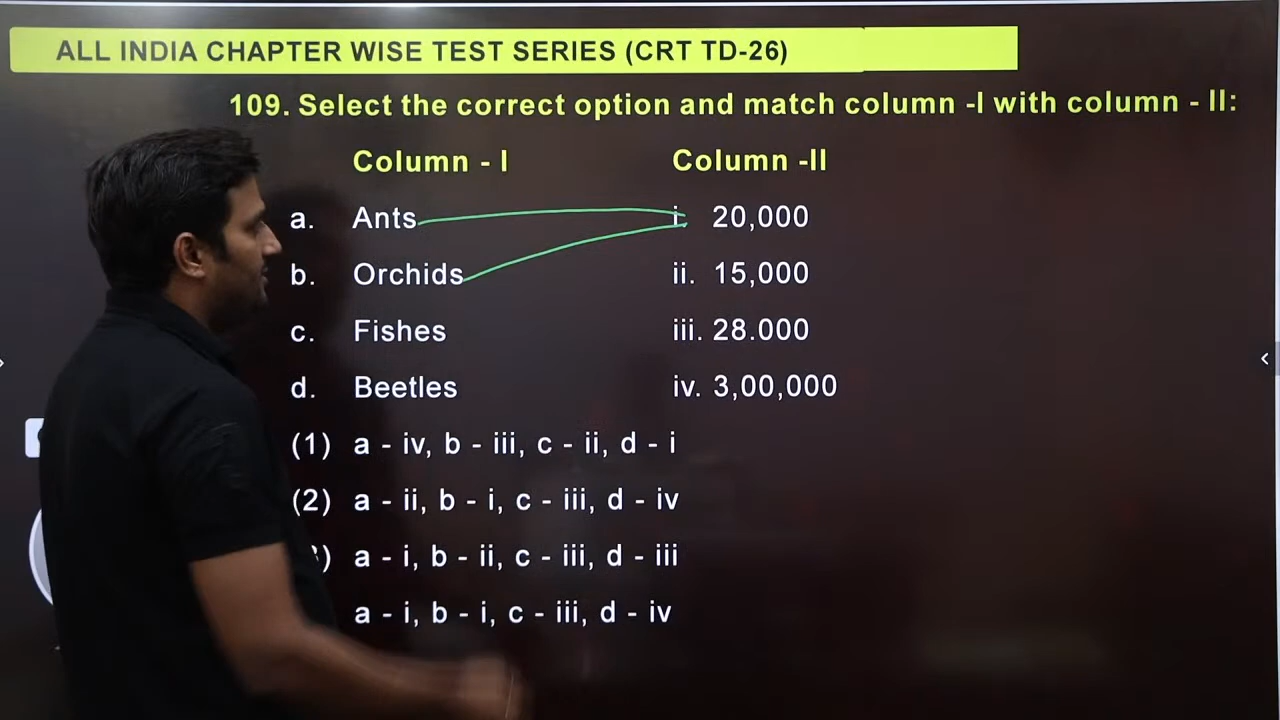 ALL INDIA CHAPTER WISE TEST SERIES (CRT TD-26)
109. Select the correct option and match column -I with column - II:
Column - I Column -II
a. Ants i. 20,000
b. Orchids ii. 15,000
c. Fishes iii. 28.000
d. Beetles iv. 3,00,000
(1) a - iv, b - iii, c - ii, d - i
(2) a - ii, b - i, c - iii, d - iv
) a - i, b - ii, c - iii, d - iii
a - i, b - i, c - iii, d - iv